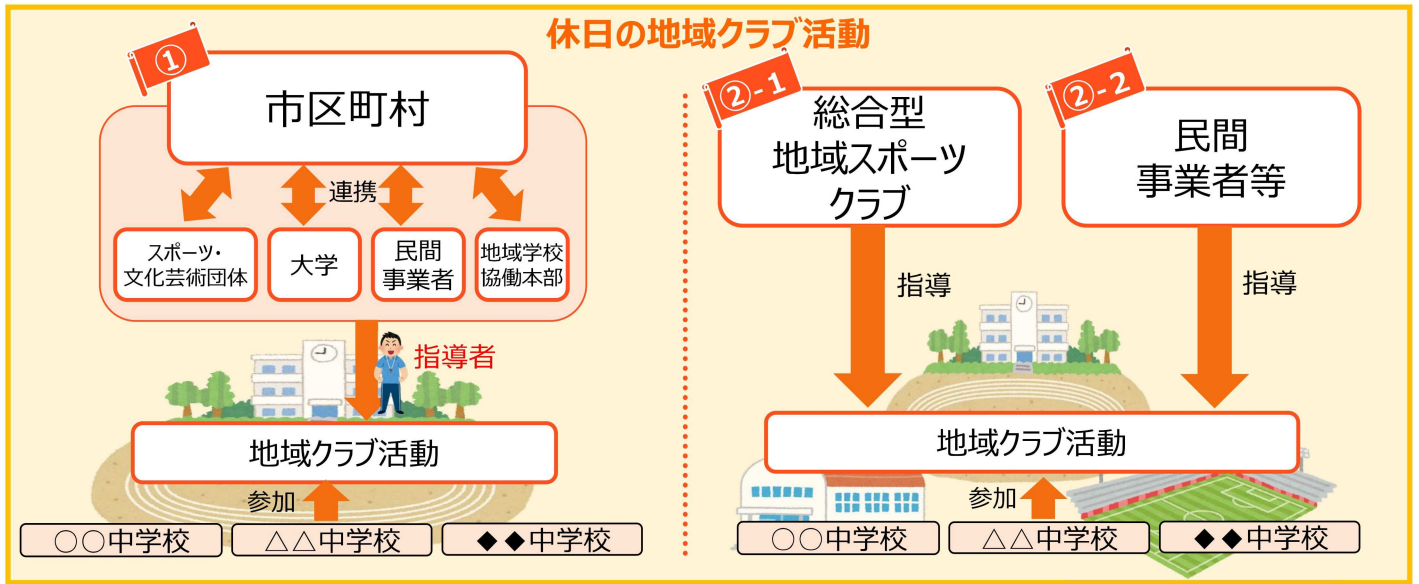 休日の地域クラブ活動
①
市区町村
連携
スポーツ・
文化芸術団体
大学
民間
事業者
地域学校
協働本部
指導者
地域クラブ活動
参加
○○中学校
△△中学校
◆◆中学校
②-1
総合型
地域スポーツ
クラブ
②-2
民間
事業者等
指導
指導
地域クラブ活動
参加
○○中学校
△△中学校
◆◆中学校